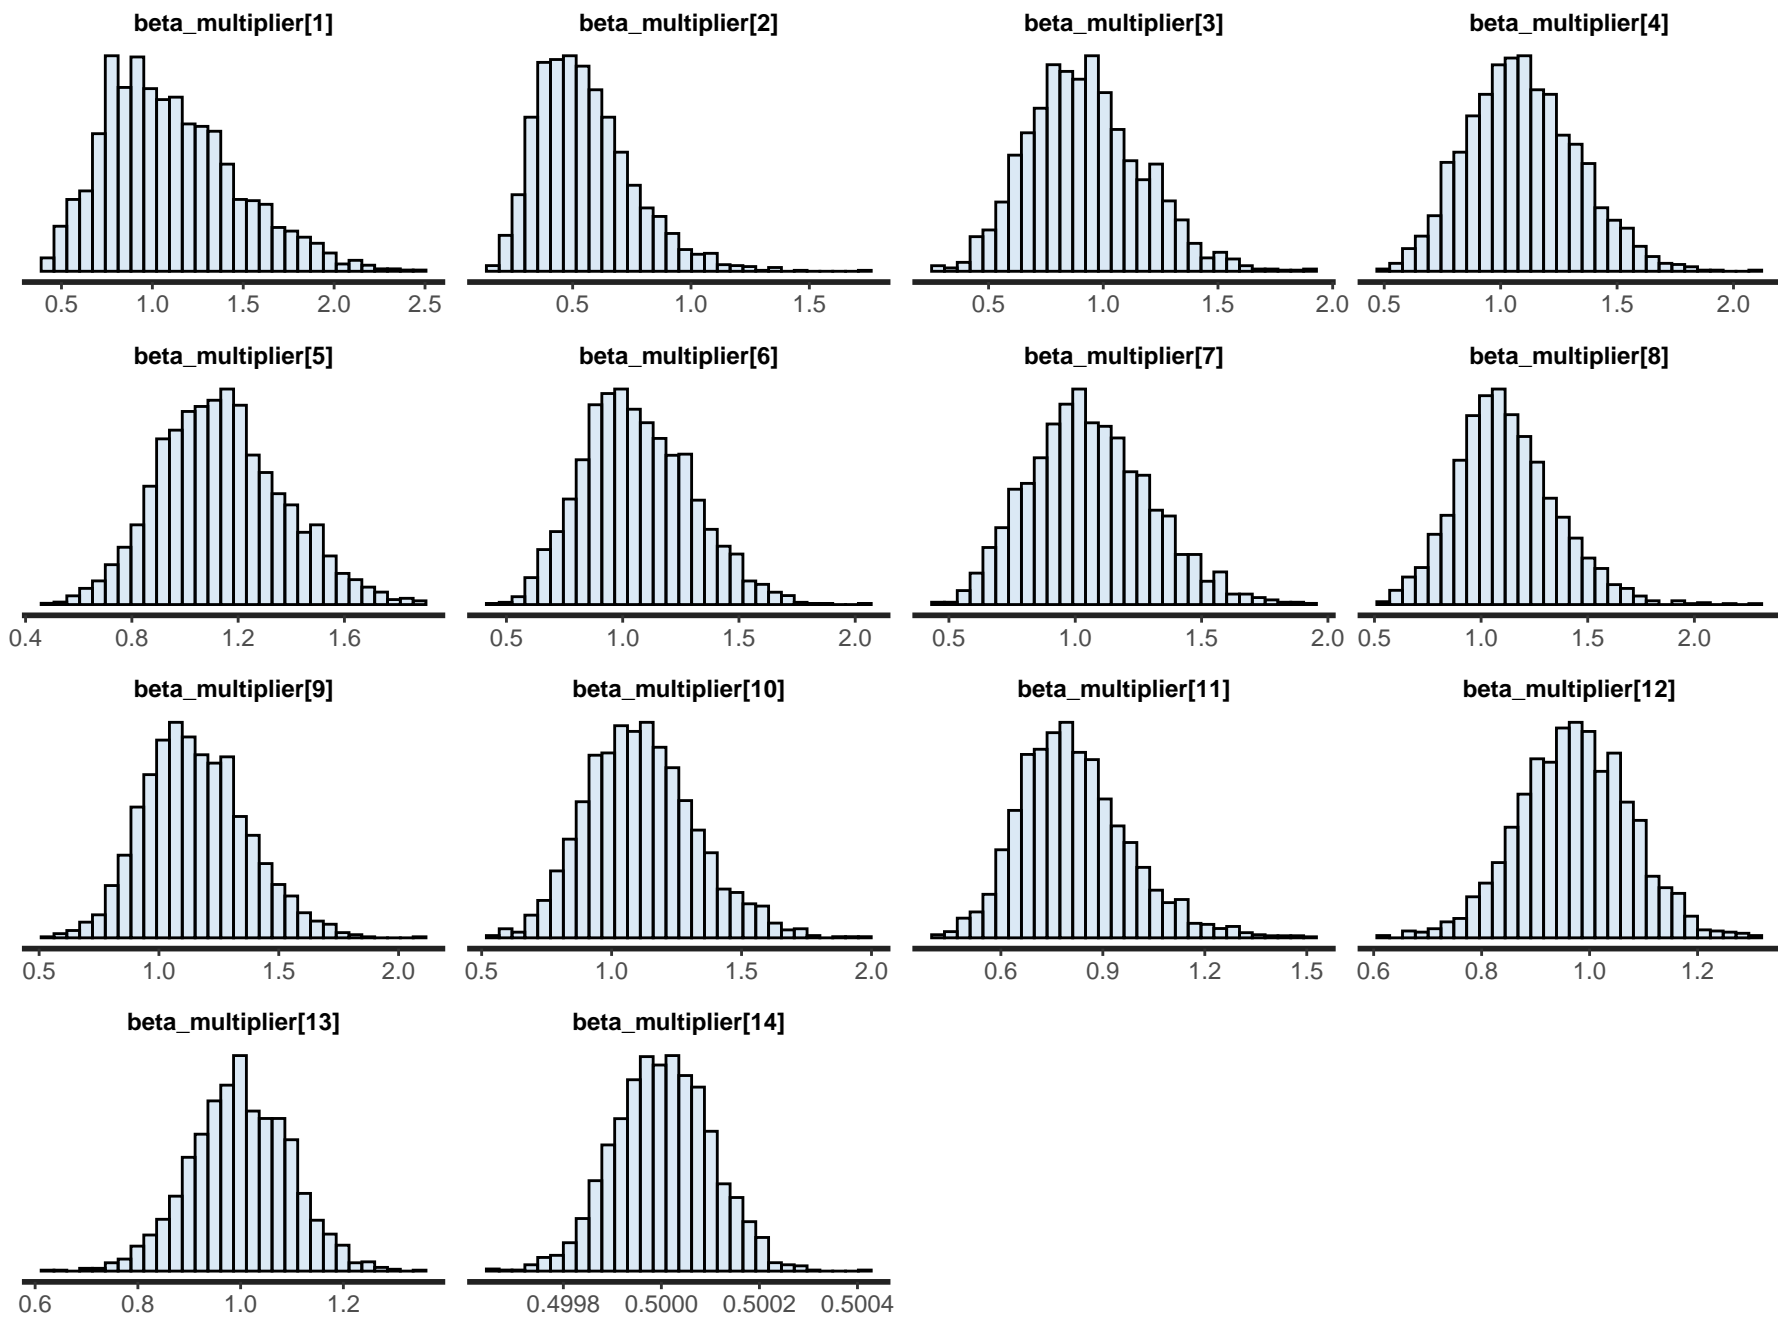 beta_multiplier[1] beta_multiplier[2] beta_multiplier[3] beta_multiplier[4]
0.5 1.0 1.5 2.0 2.5 0.5 1.0 1.5 0.5 1.0 1.5 2.0 0.5 1.0 1.5 2.0
beta_multiplier[5] beta_multiplier[6] beta_multiplier[7] beta_multiplier[8]
0.4 0.8 1.2 1.6 0.5 1.0 1.5 2.0 0.5 1.0 1.5 2.0 0.5 1.0 1.5 2.0
beta_multiplier[9] beta_multiplier[10] beta_multiplier[11] beta_multiplier[12]
0.5 1.0 1.5 2.0 0.5 1.0 1.5 2.0 0.6 0.9 1.2 1.5 0.6 0.8 1.0 1.2
beta_multiplier[13] beta_multiplier[14]
0.6 0.8 1.0 1.2 0.4998 0.5000 0.5002 0.5004